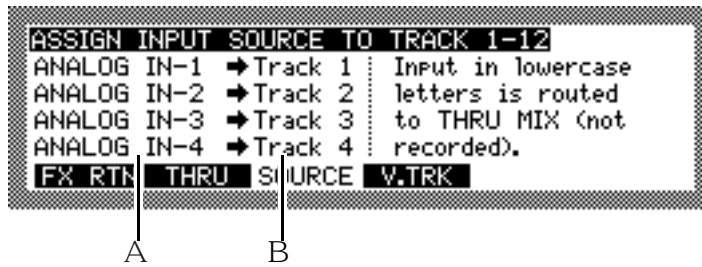 ASSIGN INPUT SOURCE TO TRACK 1-12
ANALOG IN-1 ➔Track 1
ANALOG IN-2 ➔Track 2
ANALOG IN-3 ➔Track 3
ANALOG IN-4 ➔Track 4
Input in lowercase
letters is routed
to THRU MIX (not
recorded).
FX RTN THRU SOURCE V.TRK
A B